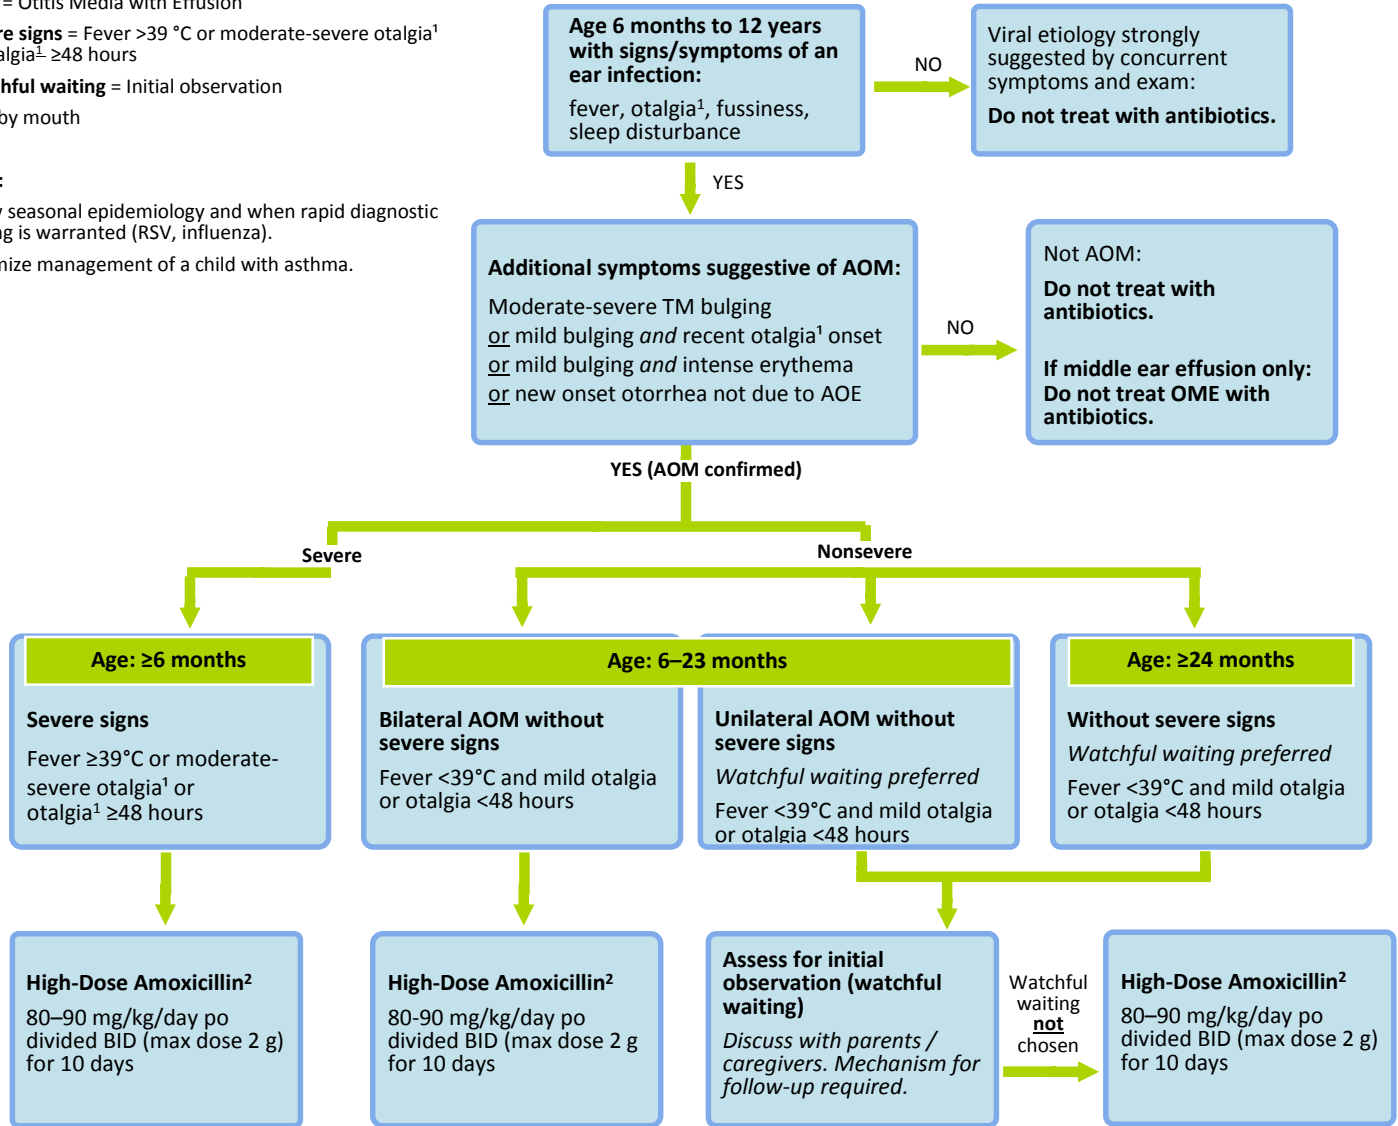 = Otitis Media with Effusion
re signs = Fever >39 °C or moderate-severe otalgia¹
algia¹ ≥48 hours
hful waiting = Initial observation
by mouth
:
y seasonal epidemiology and when rapid diagnostic
ng is warranted (RSV, influenza).
mize management of a child with asthma.
Age 6 months to 12 years
with signs/symptoms of an
ear infection:
fever, otalgia¹, fussiness,
sleep disturbance
NO
Viral etiology strongly
suggested by concurrent
symptoms and exam:
Do not treat with antibiotics.
YES
Additional symptoms suggestive of AOM:
Moderate-severe TM bulging
or mild bulging and recent otalgia¹ onset
or mild bulging and intense erythema
or new onset otorrhea not due to AOE
NO
Not AOM:
Do not treat with
antibiotics.
If middle ear effusion only:
Do not treat OME with
antibiotics.
YES (AOM confirmed)
Severe
Nonsevere
Age: ≥6 months
Severe signs
Fever ≥39°C or moderate-
severe otalgia¹ or
otalgia¹ ≥48 hours
Age: 6–23 months
Bilateral AOM without
severe signs
Fever <39°C and mild otalgia
or otalgia <48 hours
Unilateral AOM without
severe signs
Watchful waiting preferred
Fever <39°C and mild otalgia
or otalgia <48 hours
Age: ≥24 months
Without severe signs
Watchful waiting preferred
Fever <39°C and mild otalgia
or otalgia <48 hours
High-Dose Amoxicillin²
80–90 mg/kg/day po
divided BID (max dose 2 g)
for 10 days
High-Dose Amoxicillin²
80-90 mg/kg/day po
divided BID (max dose 2 g
for 10 days
Assess for initial
observation (watchful
waiting)
Discuss with parents /
caregivers. Mechanism for
follow-up required.
Watchful
waiting
not
chosen
High-Dose Amoxicillin²
80–90 mg/kg/day po
divided BID (max dose 2 g)
for 10 days